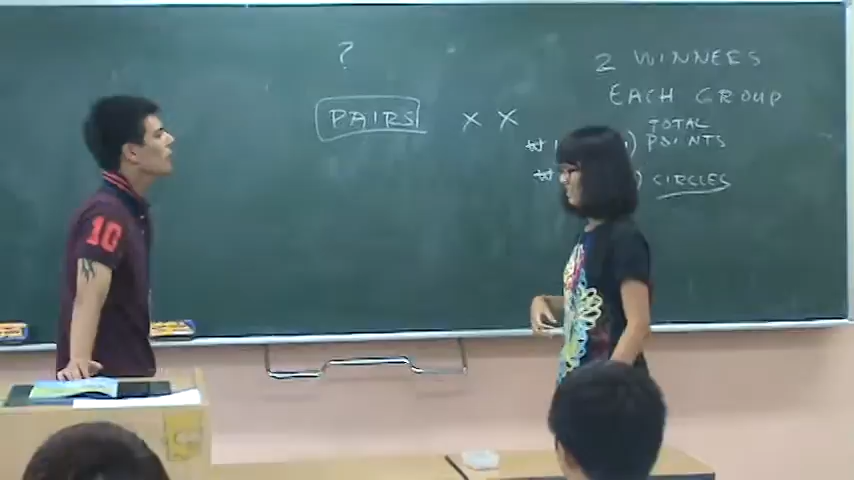 ?
PAIRS X X
2 WINNERS
EACH GROUP
TOTAL
POINTS
CIRCLES
10